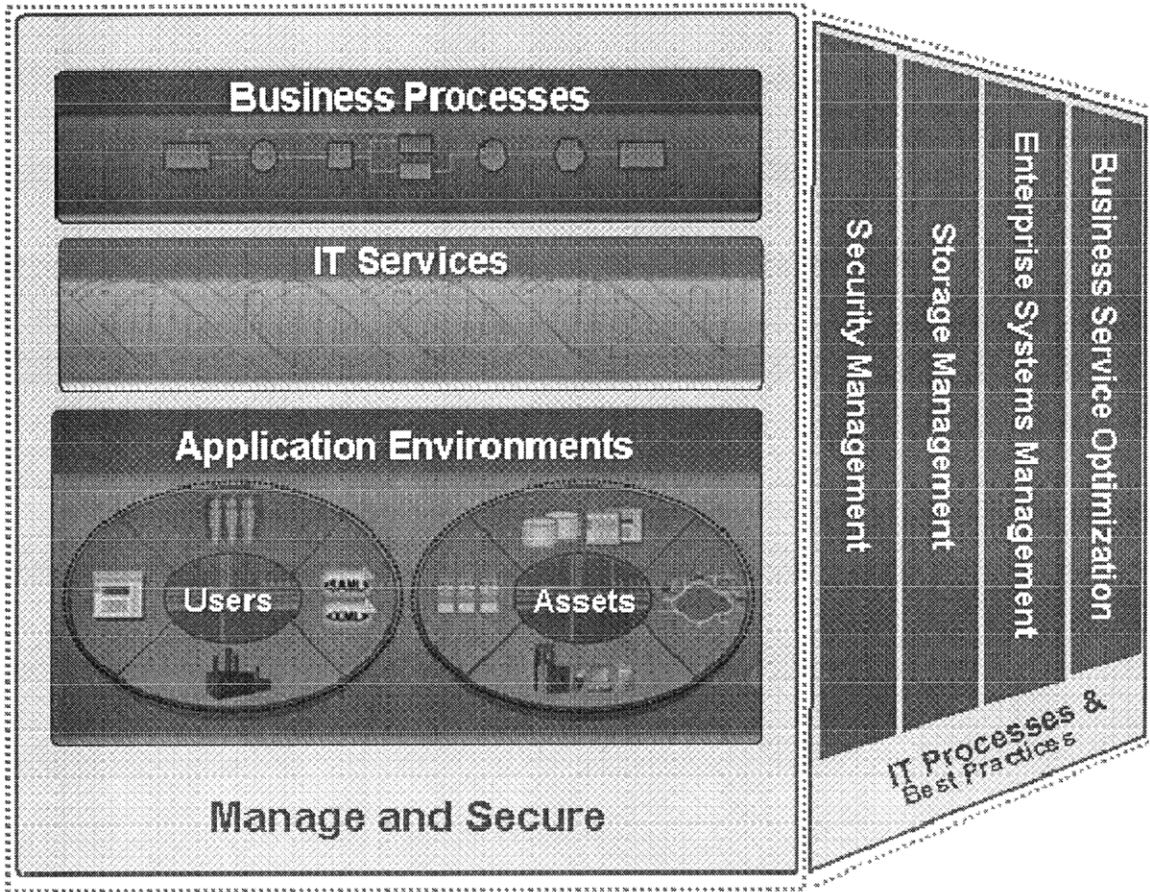 Business Processes
IT Services
Application Environments
Users
Assets
Manage and Secure
Security Management
Storage Management
Enterprise Systems Management
Business Service Optimization
IT Processes &
Best Practices